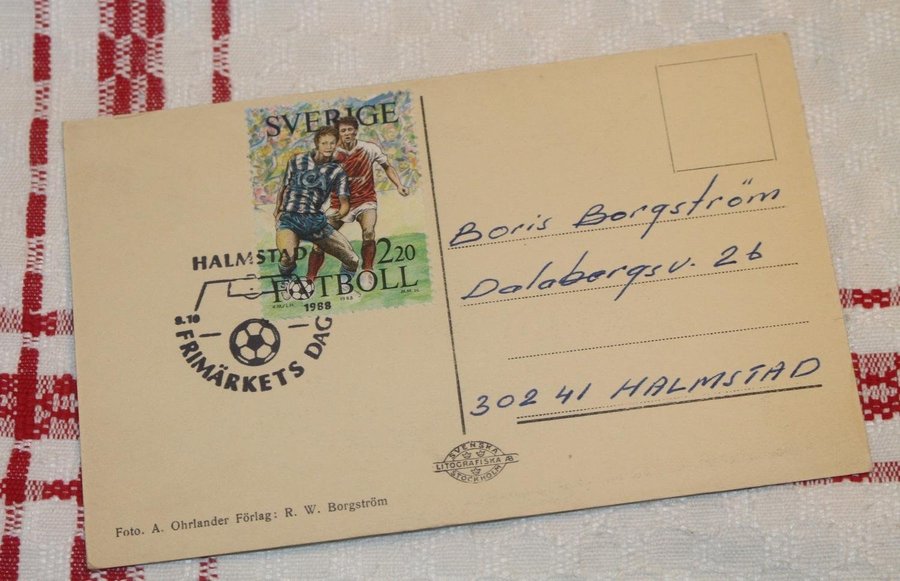 SVERIGE
2.20
FOTBOLL
1988
HALMSTAD
1988
8.10
FRIMÄRKETS DAG
Boris Borgström
Dalabergsv. 26
302 41 HALMSTAD
SVENSKA
LITOGRAFISKA AB
STOCKHOLM
Foto. A. Ohrlander Förlag: R. W. Borgström